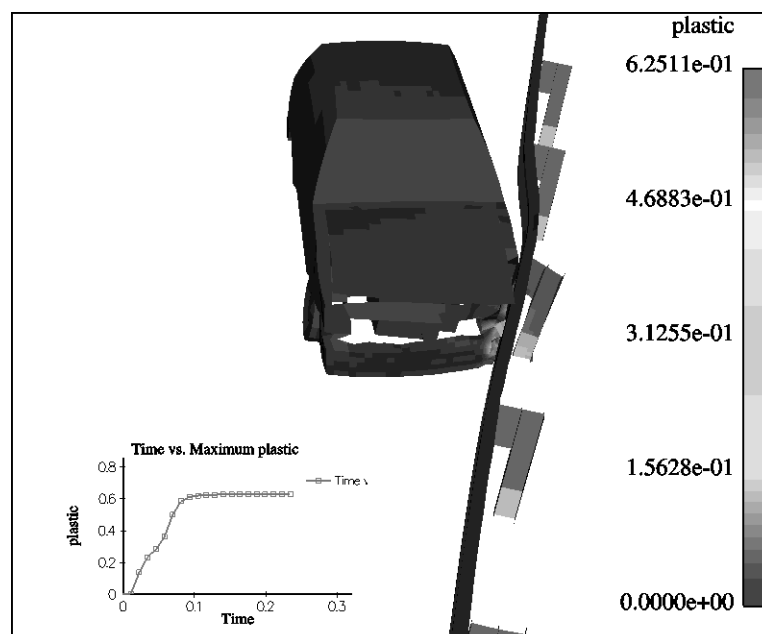 plastic
6.2511e-01
4.6883e-01
3.1255e-01
1.5628e-01
0.0000e+00
Time vs. Maximum plastic
0.8
0.6
0.4
0.2
0
plastic
0 0.1 0.2 0.3
Time
Time v